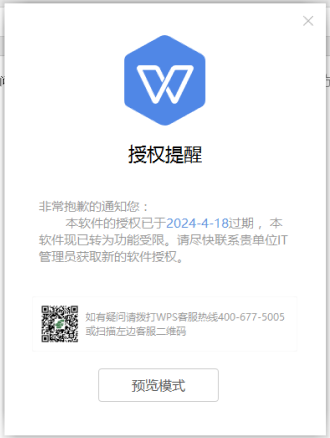 授权提醒
非常抱歉的通知您：
本软件的授权已于2024-4-18过期，本
软件现已转为功能受限。请尽快联系贵单位IT
管理员获取新的软件授权。
如有疑问请拨打WPS客服热线400-677-5005
或扫描左边客服二维码
预览模式